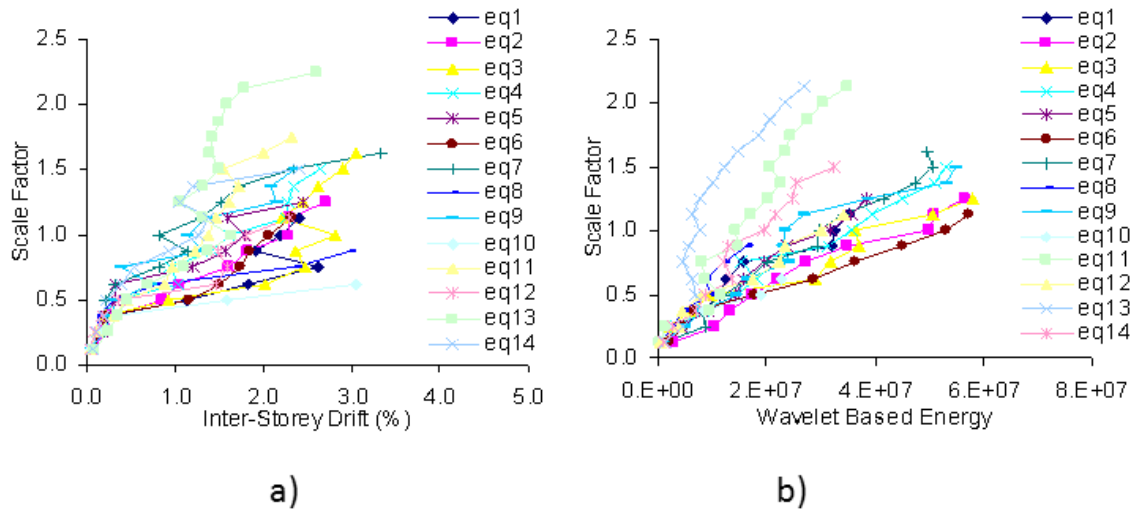 eq1
eq2
eq3
eq4
eq5
eq6
eq7
eq8
eq9
eq10
eq11
eq12
eq13
eq14
2.5
2.0
1.5
1.0
0.5
0.0
Scale Factor
0.0 1.0 2.0 3.0 4.0 5.0
Inter-Storey Drift (%)
a)
eq1
eq2
eq3
eq4
eq5
eq6
eq7
eq8
eq9
eq10
eq11
eq12
eq13
eq14
2.5
2.0
1.5
1.0
0.5
0.0
Scale Factor
0.E+00 2.E+07 4.E+07 6.E+07 8.E+07
Wavelet Based Energy
b)